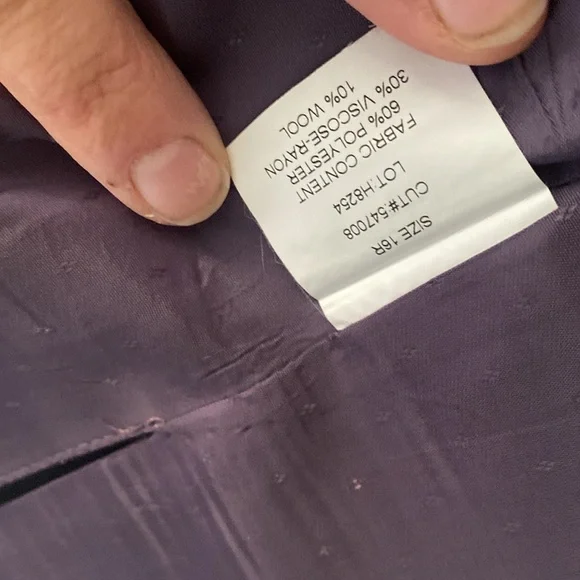 SIZE 16R
CUT#:547008
LOT:H8254
FABRIC CONTENT
60% POLYESTER
30% VISCOSE-RAYON
10% WOOL